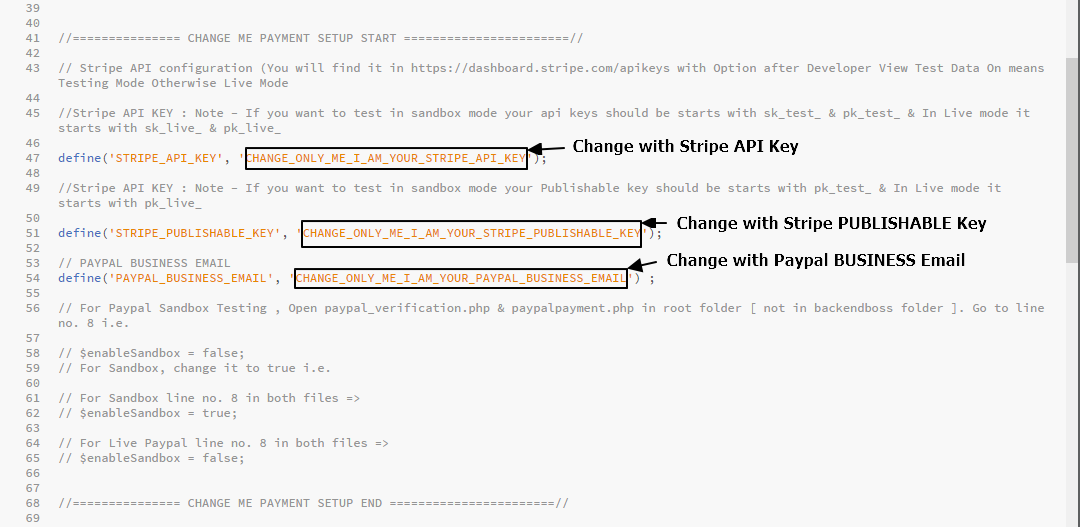 39
40
41 //=============== CHANGE ME PAYMENT SETUP START =======================//
42
43 // Stripe API configuration (You will find it in https://dashboard.stripe.com/apikeys with Option after Developer View Test Data On means
Testing Mode Otherwise Live Mode
44
45 //Stripe API KEY : Note - If you want to test in sandbox mode your api keys should be starts with sk_test_ & pk_test_ & In Live mode it
starts with sk_live_ & pk_live_
46
47 define('STRIPE_API_KEY', 'CHANGE_ONLY_ME_I_AM_YOUR_STRIPE_API_KEY'); Change with Stripe API Key
48
49 //Stripe API KEY : Note - If you want to test in sandbox mode your Publishable key should be starts with pk_test_ & In Live mode it
starts with pk_live_
50
51 define('STRIPE_PUBLISHABLE_KEY', 'CHANGE_ONLY_ME_I_AM_YOUR_STRIPE_PUBLISHABLE_KEY'); Change with Stripe PUBLISHABLE Key
52
53 // PAYPAL BUSINESS EMAIL
54 define('PAYPAL_BUSINESS_EMAIL', 'CHANGE_ONLY_ME_I_AM_YOUR_PAYPAL_BUSINESS_EMAIL') ; Change with Paypal BUSINESS Email
55
56 // For Paypal Sandbox Testing , Open paypal_verification.php & paypalpayment.php in root folder [ not in backendboss folder ]. Go to line
no. 8 i.e.
57
58 // $enableSandbox = false;
59 // For Sandbox, change it to true i.e.
60
61 // For Sandbox line no. 8 in both files =>
62 // $enableSandbox = true;
63
64 // For Live Paypal line no. 8 in both files =>
65 // $enableSandbox = false;
66
67
68 //=============== CHANGE ME PAYMENT SETUP END =======================//
69